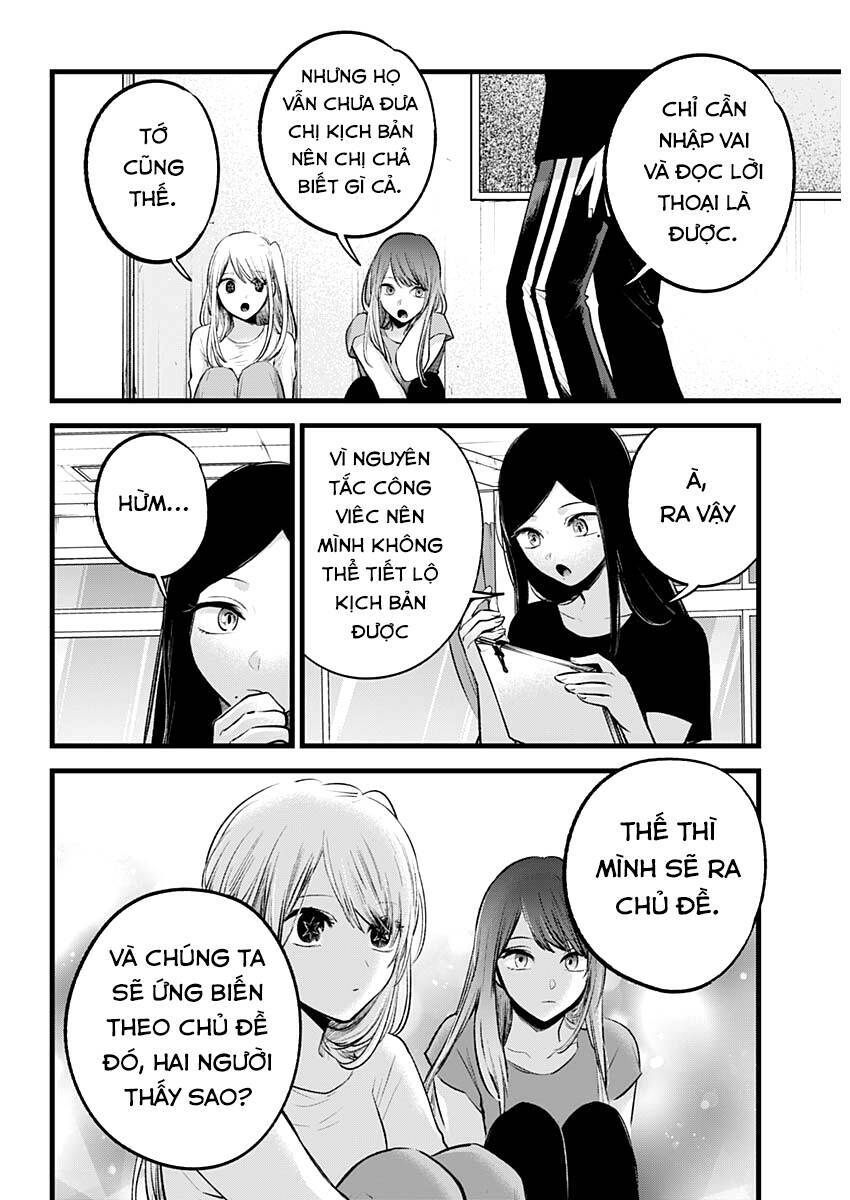 CHỈ CẦN
NHẬP VAI
VÀ ĐỌC LỜI
THOẠI LÀ
ĐƯỢC.
NHƯNG HỌ
VẪN CHƯA ĐƯA
CHỊ KỊCH BẢN
NÊN CHỊ CHẢ
BIẾT GÌ CẢ.
TỚ
CŨNG
THẾ.
À,
RA VẬY
VÌ NGUYÊN
TẮC CÔNG
VIỆC NÊN
MÌNH KHÔNG
THỂ TIẾT LỘ
KỊCH BẢN
ĐƯỢC
HỪM...
THẾ THÌ
MÌNH SẼ RA
CHỦ ĐỀ.
VÀ CHÚNG TA
SẼ ỨNG BIẾN
THEO CHỦ ĐỀ
ĐÓ, HAI NGƯỜI
THẤY SAO?